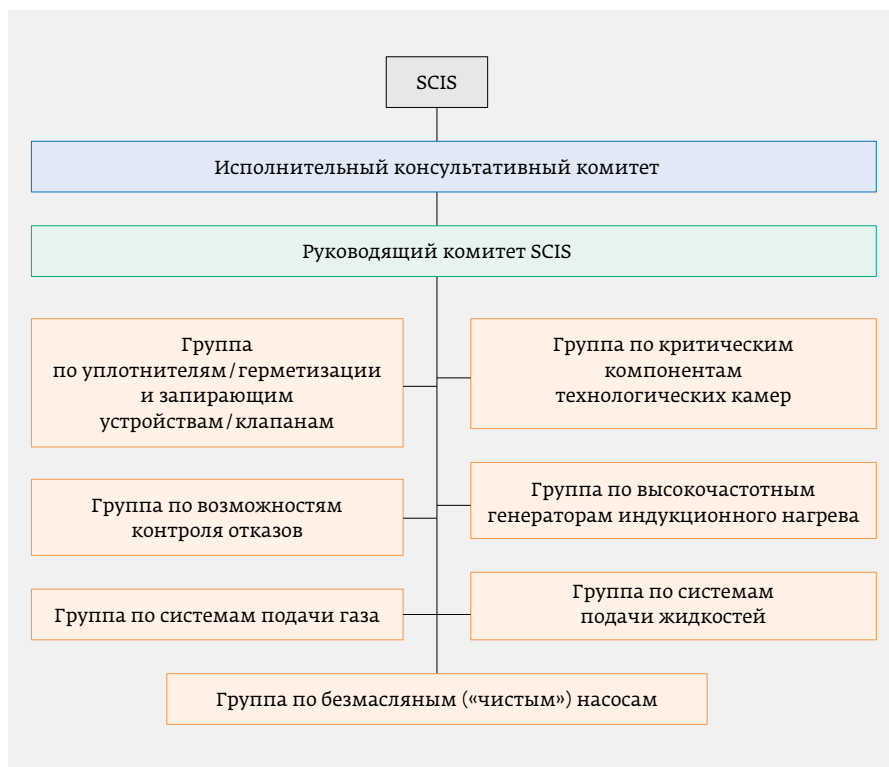 SCIS
Исполнительный консультативный комитет
Руководящий комитет SCIS
Группа
по уплотнителям/герметизации
и запирающим
устройствам/клапанам
Группа по критическим
компонентам
технологических камер
Группа по возможностям
контроля отказов
Группа по высокочастотным
генераторам индукционного нагрева
Группа по системам подачи газа
Группа по системам
подачи жидкостей
Группа по безмасляным («чистым») насосам